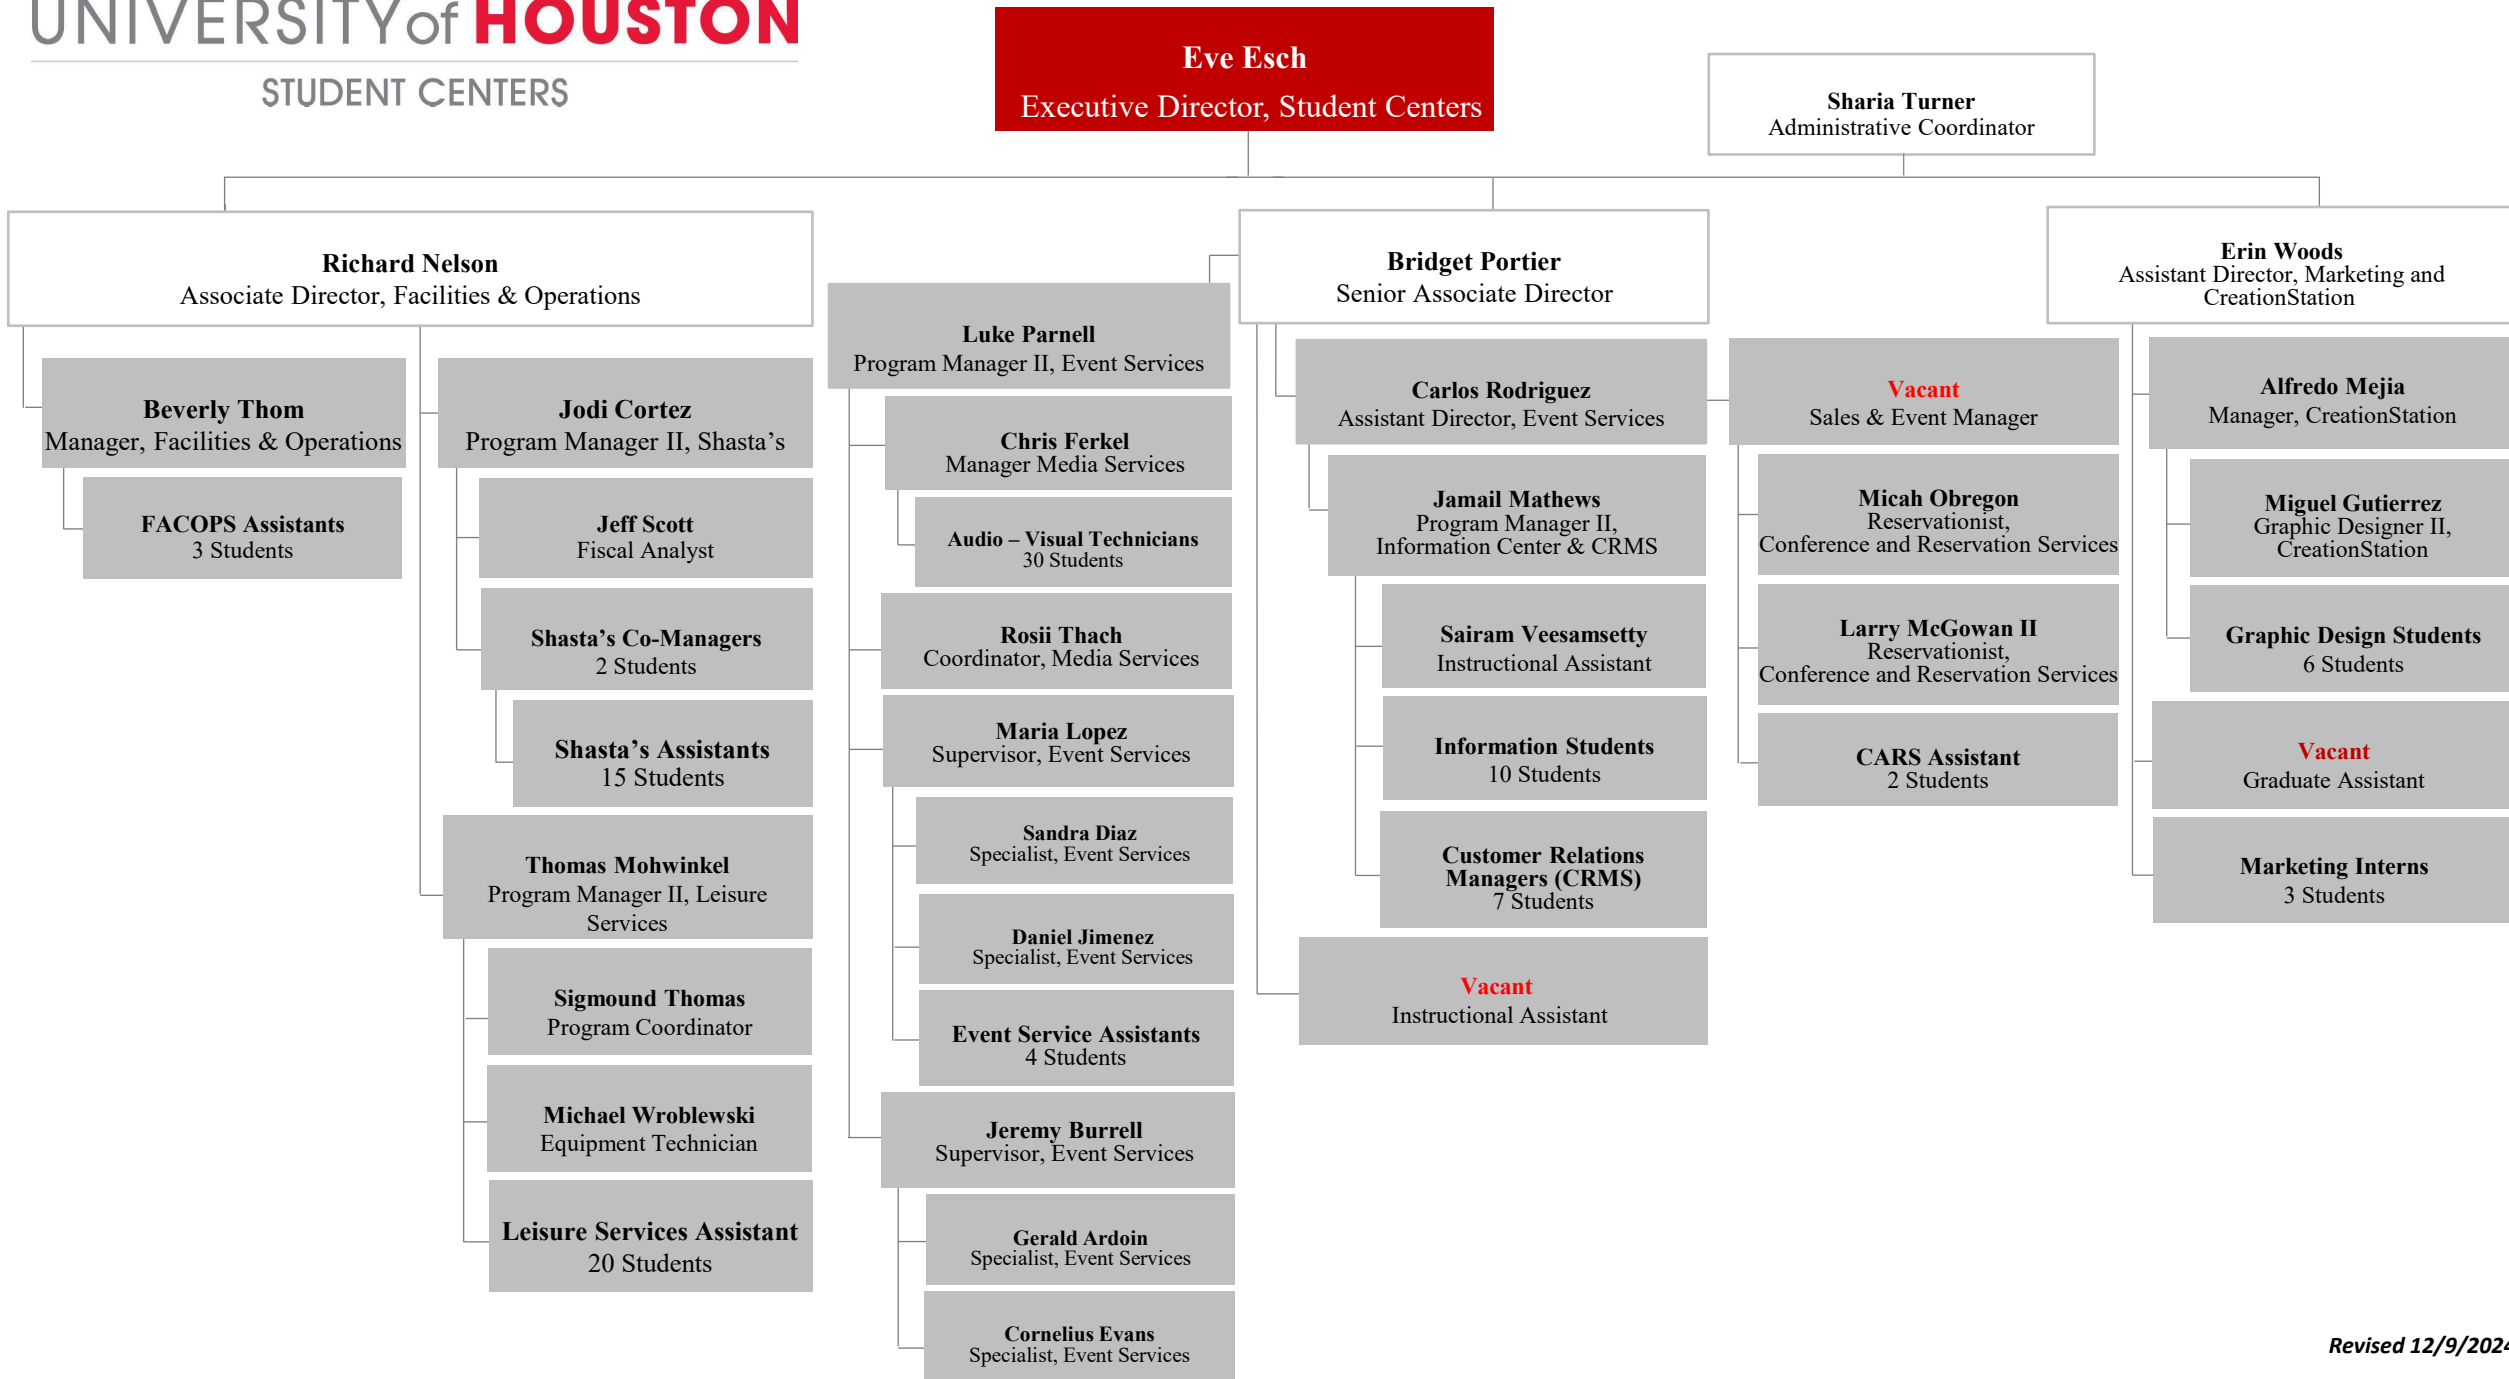 UNIVERSITY of HOUSTON
STUDENT CENTERS
Eve Esch
Executive Director, Student Centers
Sharia Turner
Administrative Coordinator
Richard Nelson
Associate Director, Facilities & Operations
Beverly Thom
Manager, Facilities & Operations
FACOPS Assistants
3 Students
Jodi Cortez
Program Manager II, Shasta’s
Jeff Scott
Fiscal Analyst
Shasta’s Co-Managers
2 Students
Shasta’s Assistants
15 Students
Thomas Mohwinkel
Program Manager II, Leisure
Services
Sigmound Thomas
Program Coordinator
Michael Wroblewski
Equipment Technician
Leisure Services Assistant
20 Students
Bridget Portier
Senior Associate Director
Luke Parnell
Program Manager II, Event Services
Chris Ferkel
Manager Media Services
Audio – Visual Technicians
30 Students
Rosii Thach
Coordinator, Media Services
Maria Lopez
Supervisor, Event Services
Sandra Diaz
Specialist, Event Services
Daniel Jimenez
Specialist, Event Services
Event Service Assistants
4 Students
Jeremy Burrell
Supervisor, Event Services
Gerald Ardoin
Specialist, Event Services
Cornelius Evans
Specialist, Event Services
Carlos Rodriguez
Assistant Director, Event Services
Jamail Mathews
Program Manager II,
Information Center & CRMS
Sairam Veesamsetty
Instructional Assistant
Information Students
10 Students
Customer Relations
Managers (CRMS)
7 Students
Vacant
Instructional Assistant
Vacant
Sales & Event Manager
Micah Obregon
Reservationist,
Conference and Reservation Services
Larry McGowan II
Reservationist,
Conference and Reservation Services
CARS Assistant
2 Students
Erin Woods
Assistant Director, Marketing and
CreationStation
Alfredo Mejia
Manager, CreationStation
Miguel Gutierrez
Graphic Designer II,
CreationStation
Graphic Design Students
6 Students
Vacant
Graduate Assistant
Marketing Interns
3 Students
Revised 12/9/2024